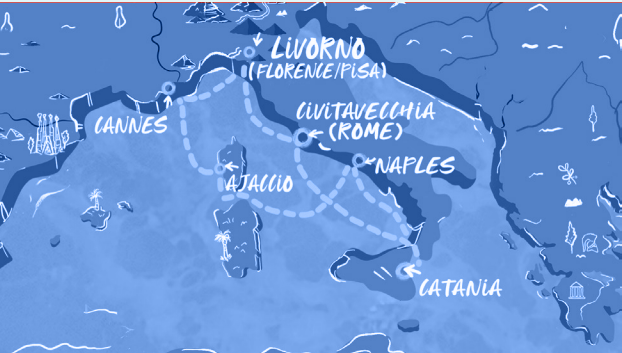 LIVORNO
(FLORENCE/PISA)
CIVITAVECCHIA
(ROME)
CANNES
NAPLES
AJACCIO
CATANIA